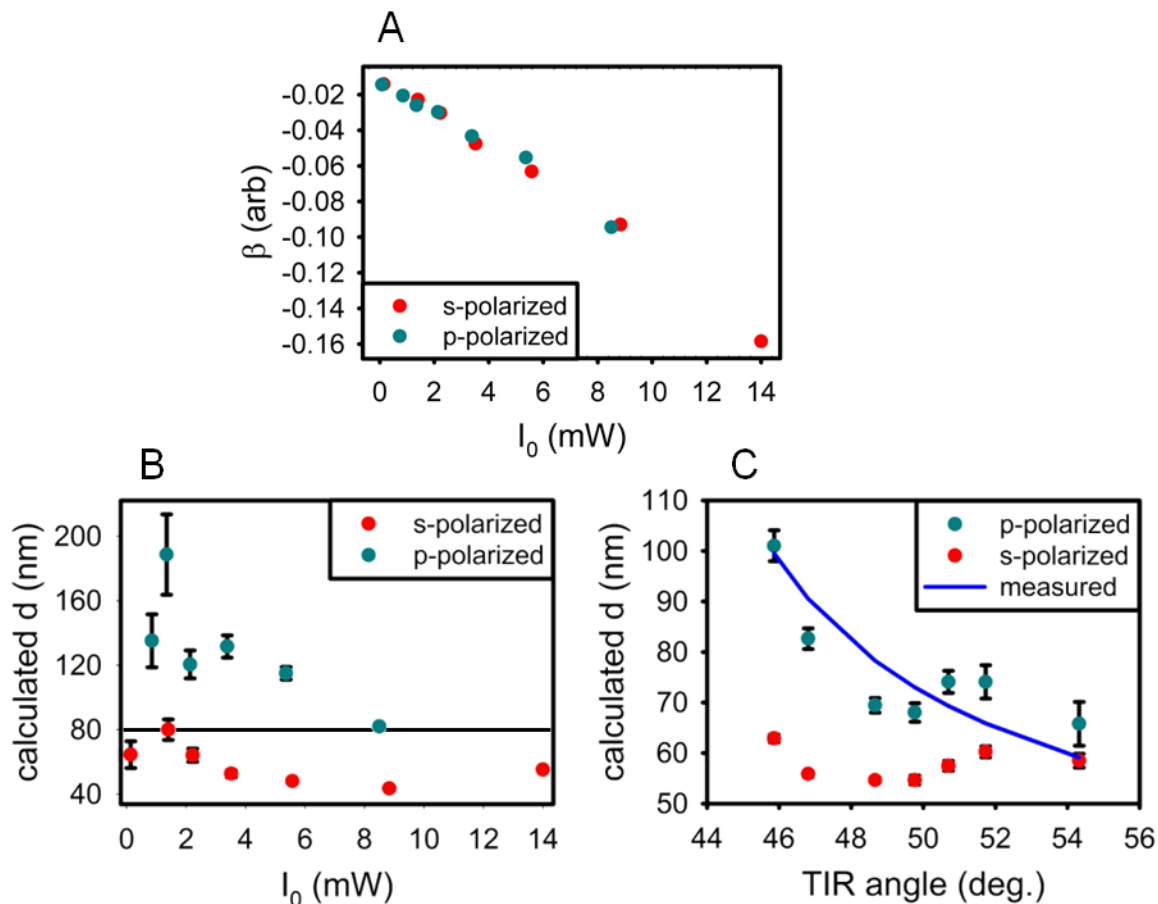 A
-0.02
-0.04
-0.06
-0.08
-0.10
-0.12
-0.14
-0.16
β (arb)
s-polarized
p-polarized
0 2 4 6 8 10 12 14
I₀ (mW)
B
200
160
120
80
40
calculated d (nm)
s-polarized
p-polarized
0 2 4 6 8 10 12 14
I₀ (mW)
C
110
100
90
80
70
60
50
calculated d (nm)
p-polarized
s-polarized
measured
44 46 48 50 52 54 56
TIR angle (deg.)